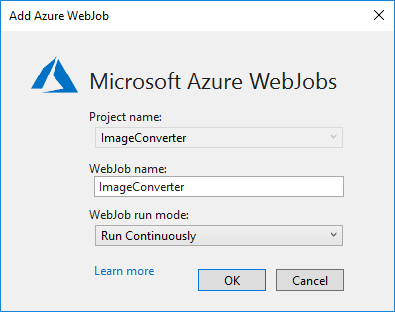 Add Azure WebJob
Microsoft Azure WebJobs
Project name:
ImageConverter
WebJob name:
ImageConverter
WebJob run mode:
Run Continuously
Learn more
OK
Cancel